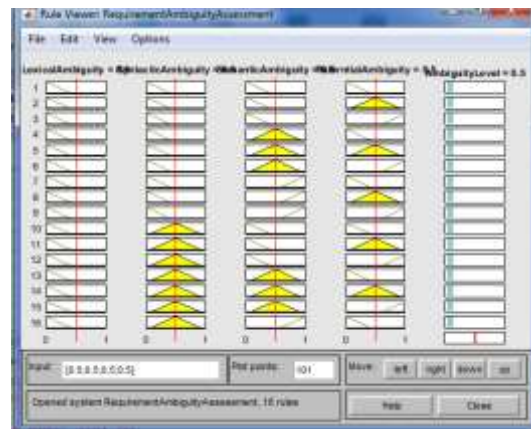 Rule Viewer: RequirementAmbiguityAssessment
File Edit View Options
LexicalAmbiguity =
AmbiguityLevel = 0.5
1
2
3
4
5
6
7
8
9
10
11
12
13
14
15
16
0 1 0 1 0 1 0 1
Input: [0.5;0.5;0.5;0.5] Plot points: 101 Move: left right down up
Opened system RequirementAmbiguityAssessment, 16 rules
Help Close